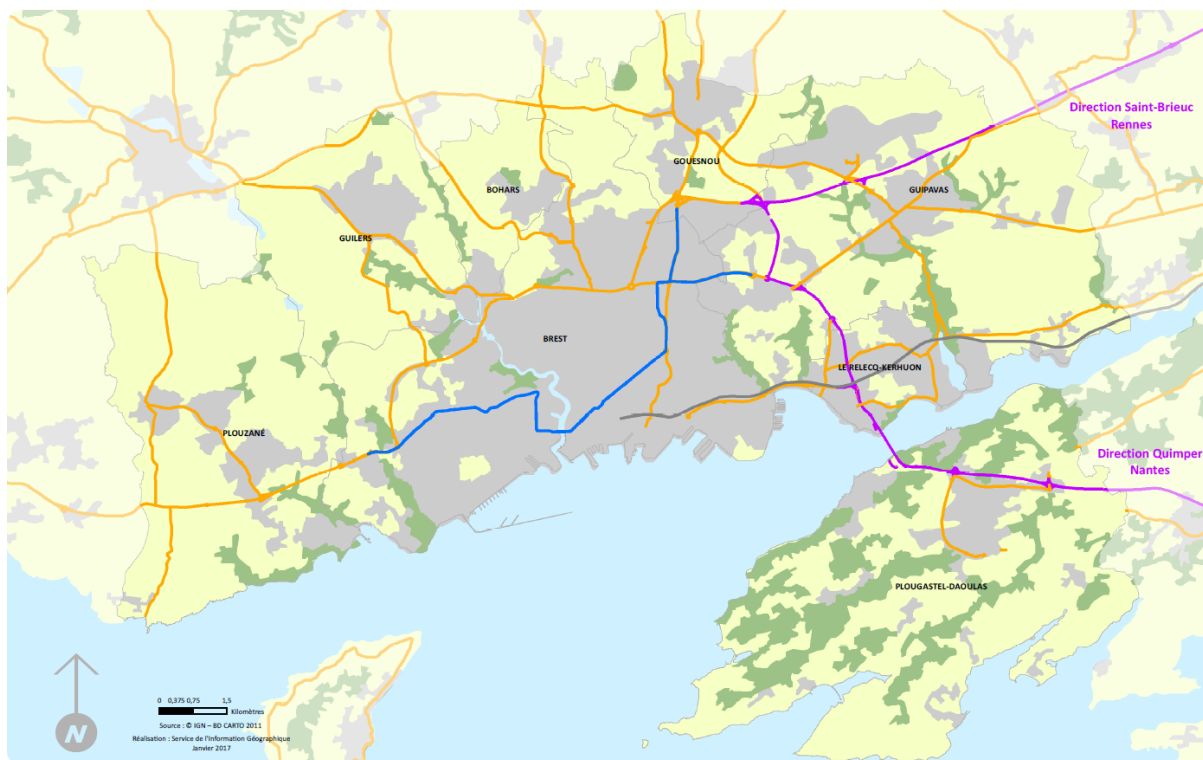 Direction Saint-Brieuc
Rennes
GOUESNOU
BOHARS
GUIPAVAS
GUILERS
BREST
LE RELECQ-KERHUON
PLOUZANÉ
Direction Quimper
Nantes
PLOUGASTEL-DAOULAS
N
0 0,375 0,75 1,5
Kilomètres
Source : © IGN – BD CARTO 2011
Réalisation : Service de l'Information Géographique
Janvier 2017